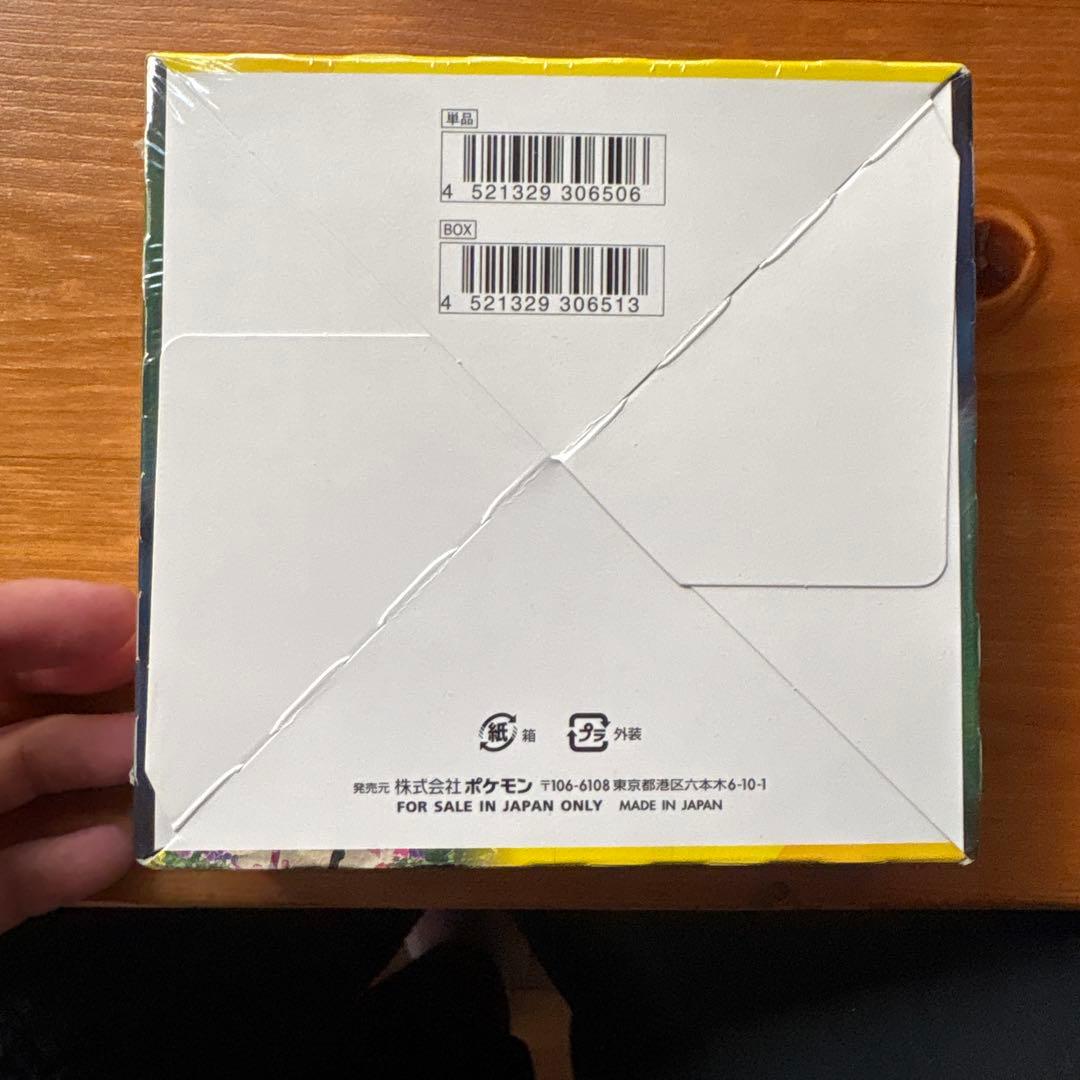 単品
4 521329 306506
BOX
4 521329 306513
紙 箱 プラ 外装
発売元 株式会社ポケモン 〒106-6108 東京都港区六本木6-10-1
FOR SALE IN JAPAN ONLY MADE IN JAPAN